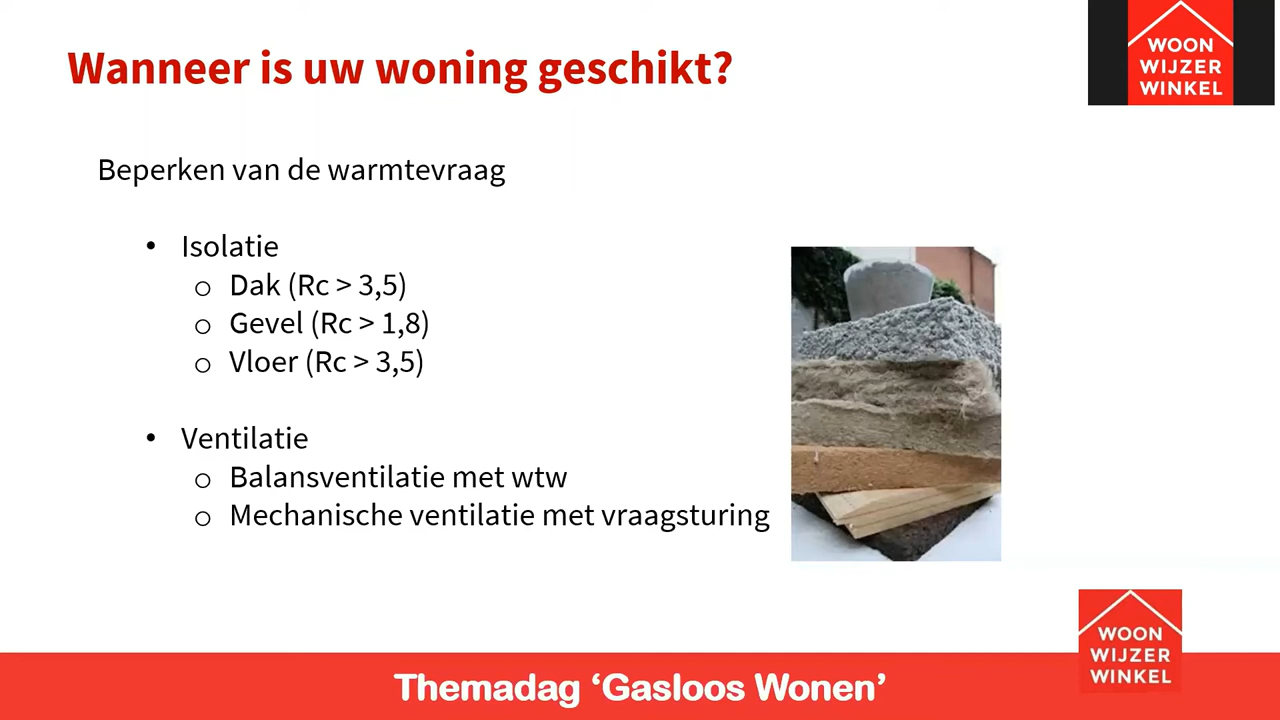 Wanneer is uw woning geschikt?
WOON
WIJZER
WINKEL
Beperken van de warmtevraag
• Isolatie
o Dak (Rc > 3,5)
o Gevel (Rc > 1,8)
o Vloer (Rc > 3,5)
• Ventilatie
o Balansventilatie met wtw
o Mechanische ventilatie met vraagsturing
WOON
WIJZER
WINKEL
Themadag ‘Gasloos Wonen’